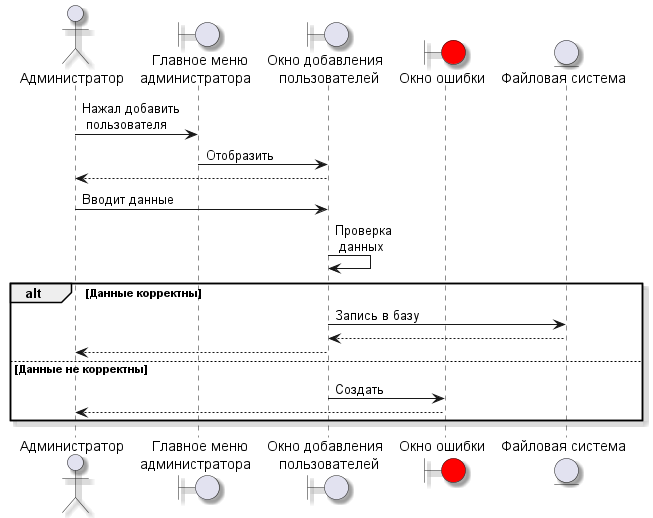 Администратор
Главное меню
администратора
Окно добавления
пользователей
Окно ошибки
Файловая система
Нажал добавить
пользователя
Отобразить
Вводит данные
Проверка
данных
alt
[Данные корректны]
Запись в базу
[Данные не корректны]
Создать
Администратор
Главное меню
администратора
Окно добавления
пользователей
Окно ошибки
Файловая система